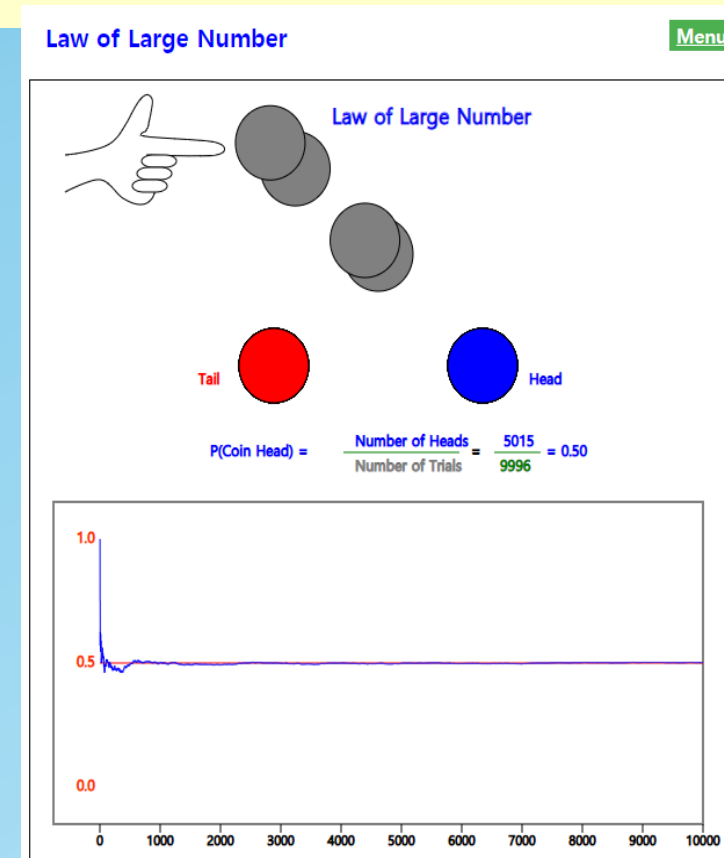 Law of Large Number
Menu
Law of Large Number
Tail
Head
P(Coin Head) = Number of Heads = 5015 = 0.50
Number of Trials 9996
1.0
0.5
0.0
0 1000 2000 3000 4000 5000 6000 7000 8000 9000 10000